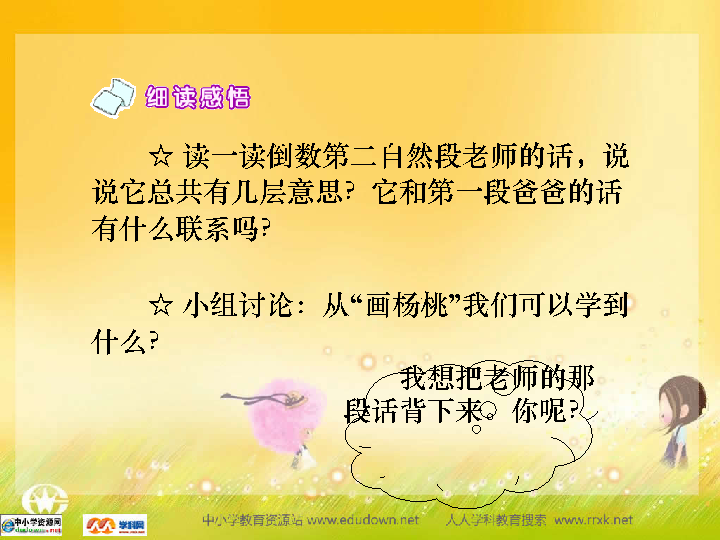 细读感悟
☆ 读一读倒数第二自然段老师的话，说
说它总共有几层意思？它和第一段爸爸的话
有什么联系吗？
☆ 小组讨论：从“画杨桃”我们可以学到
什么？
我想把老师的那
段话背下来。你呢？
中小学资源网
学科网
中小学教育资源站 www.edudown.net 人人学科教育搜索 www.rrxk.net